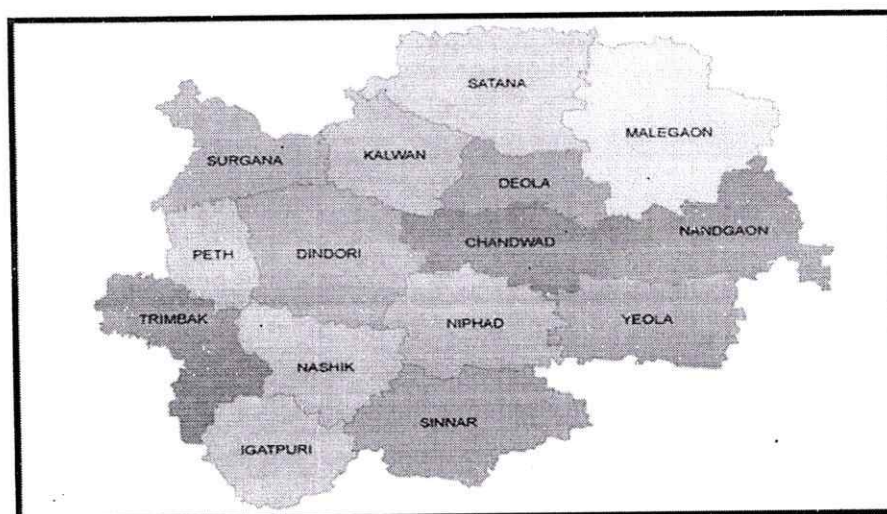 SATANA
MALEGAON
SURGANA
KALWAN
DEOLA
NANDGAON
CHANDWAD
PETH
DINDORI
TRIMBAK
NIPHAD
YEOLA
NASHIK
SINNAR
IGATPURI